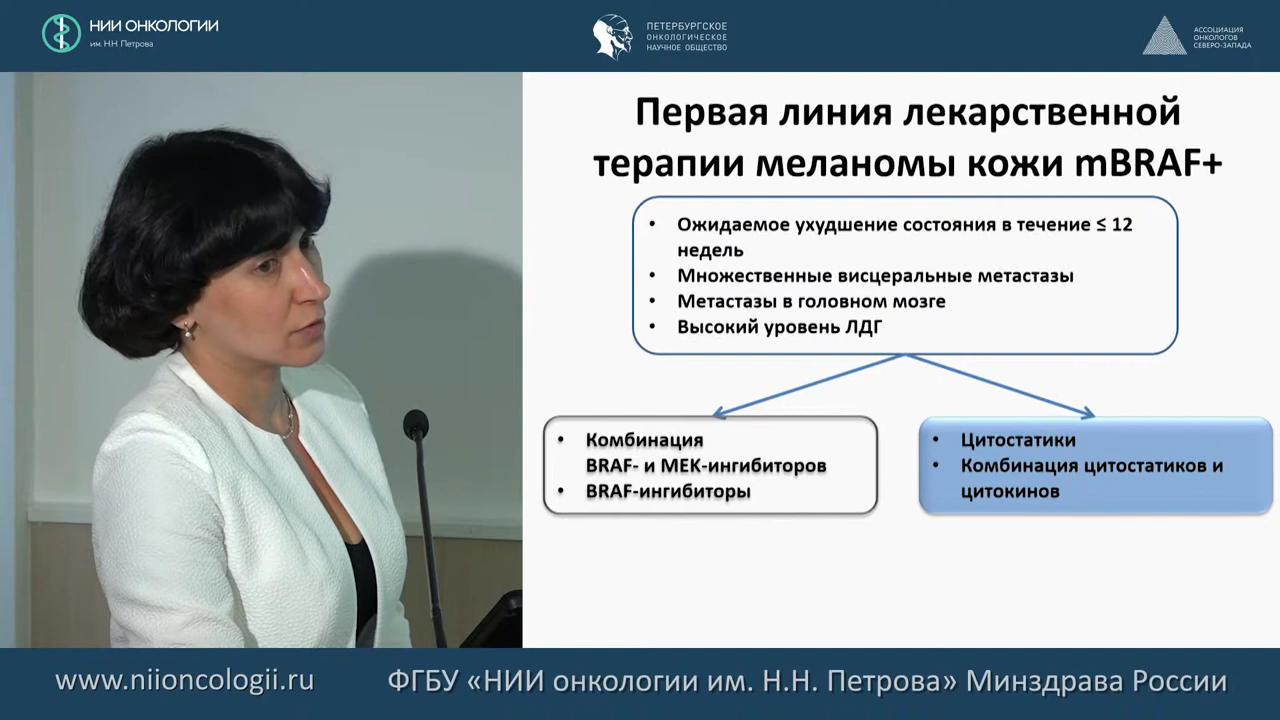 НИИ ОНКОЛОГИИ
им. Н.Н. Петрова
ПЕТЕРБУРГСКОЕ
ОНКОЛОГИЧЕСКОЕ
НАУЧНОЕ ОБЩЕСТВО
АССОЦИАЦИЯ
ОНКОЛОГОВ
СЕВЕРО-ЗАПАДА
Первая линия лекарственной
терапии меланомы кожи mBRAF+
• Ожидаемое ухудшение состояния в течение ≤ 12
недель
• Множественные висцеральные метастазы
• Метастазы в головном мозге
• Высокий уровень ЛДГ
• Комбинация
BRAF- и MEK-ингибиторов
• BRAF-ингибиторы
• Цитостатики
• Комбинация цитостатиков и
цитокинов
www.niioncologii.ru
ФГБУ «НИИ онкологии им. Н.Н. Петрова» Минздрава России